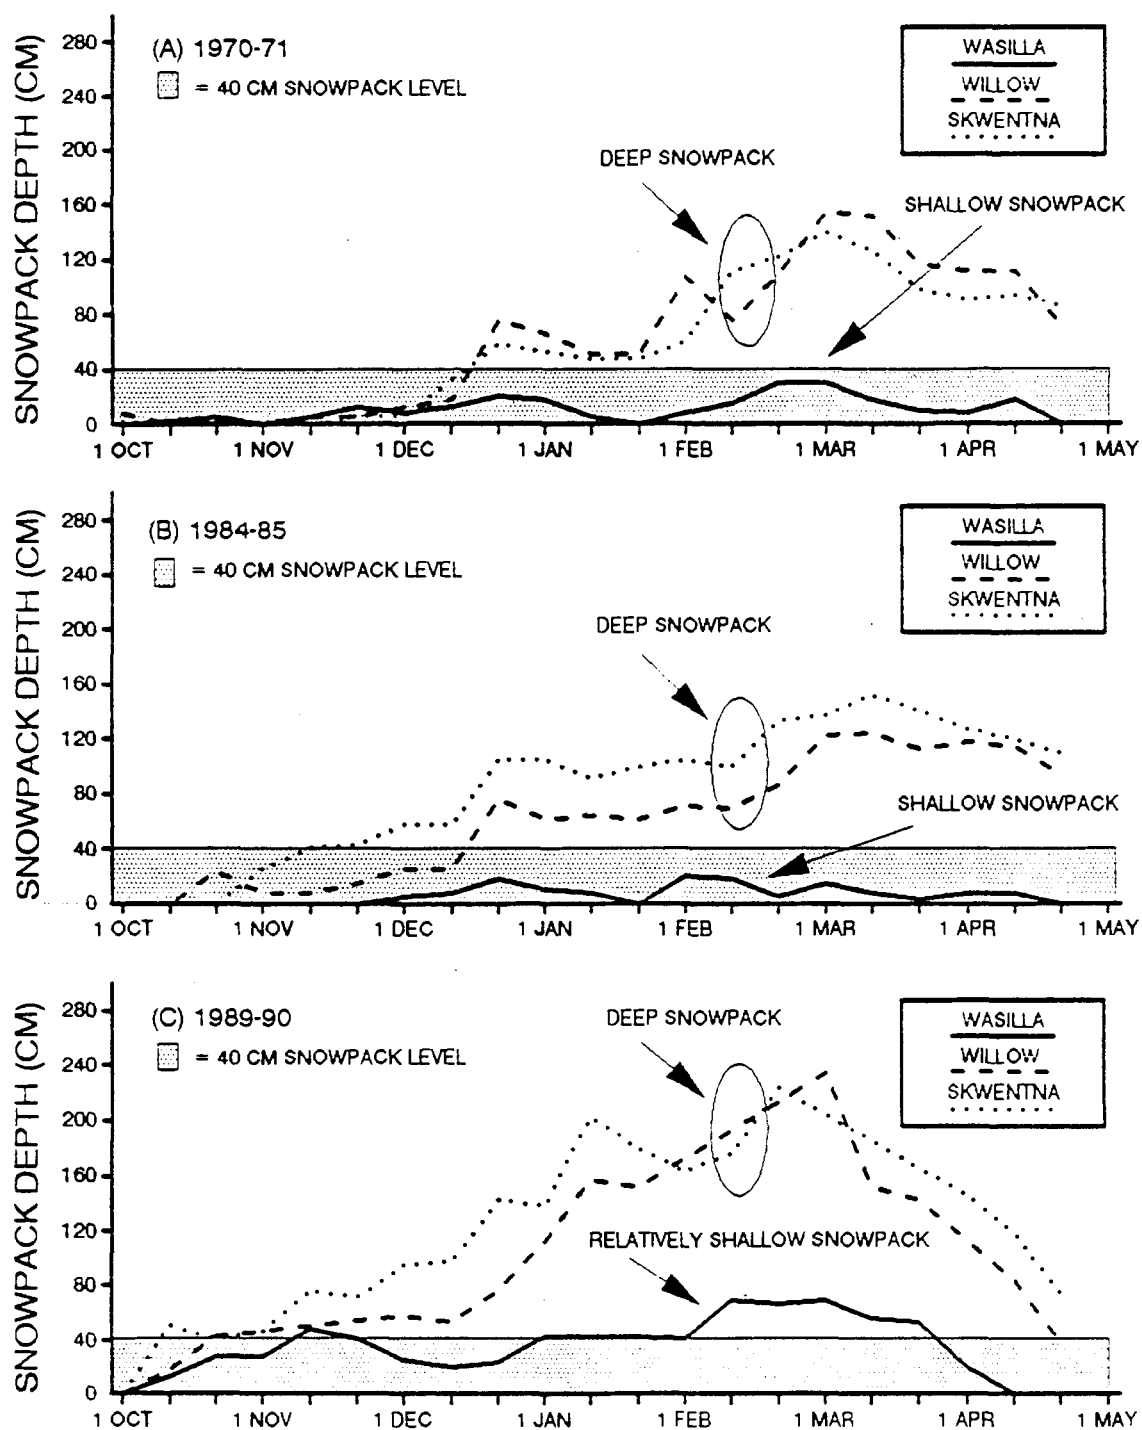 SNOWPACK DEPTH (CM)
280
240
200
160
120
80
40
0
(A) 1970-71
= 40 CM SNOWPACK LEVEL
WASILLA
WILLOW
SKWENTNA
DEEP SNOWPACK
SHALLOW SNOWPACK
1 OCT 1 NOV 1 DEC 1 JAN 1 FEB 1 MAR 1 APR 1 MAY
SNOWPACK DEPTH (CM)
280
240
200
160
120
80
40
0
(B) 1984-85
= 40 CM SNOWPACK LEVEL
WASILLA
WILLOW
SKWENTNA
DEEP SNOWPACK
SHALLOW SNOWPACK
1 OCT 1 NOV 1 DEC 1 JAN 1 FEB 1 MAR 1 APR 1 MAY
SNOWPACK DEPTH (CM)
280
240
200
160
120
80
40
0
(C) 1989-90
= 40 CM SNOWPACK LEVEL
WASILLA
WILLOW
SKWENTNA
DEEP SNOWPACK
RELATIVELY SHALLOW SNOWPACK
1 OCT 1 NOV 1 DEC 1 JAN 1 FEB 1 MAR 1 APR 1 MAY